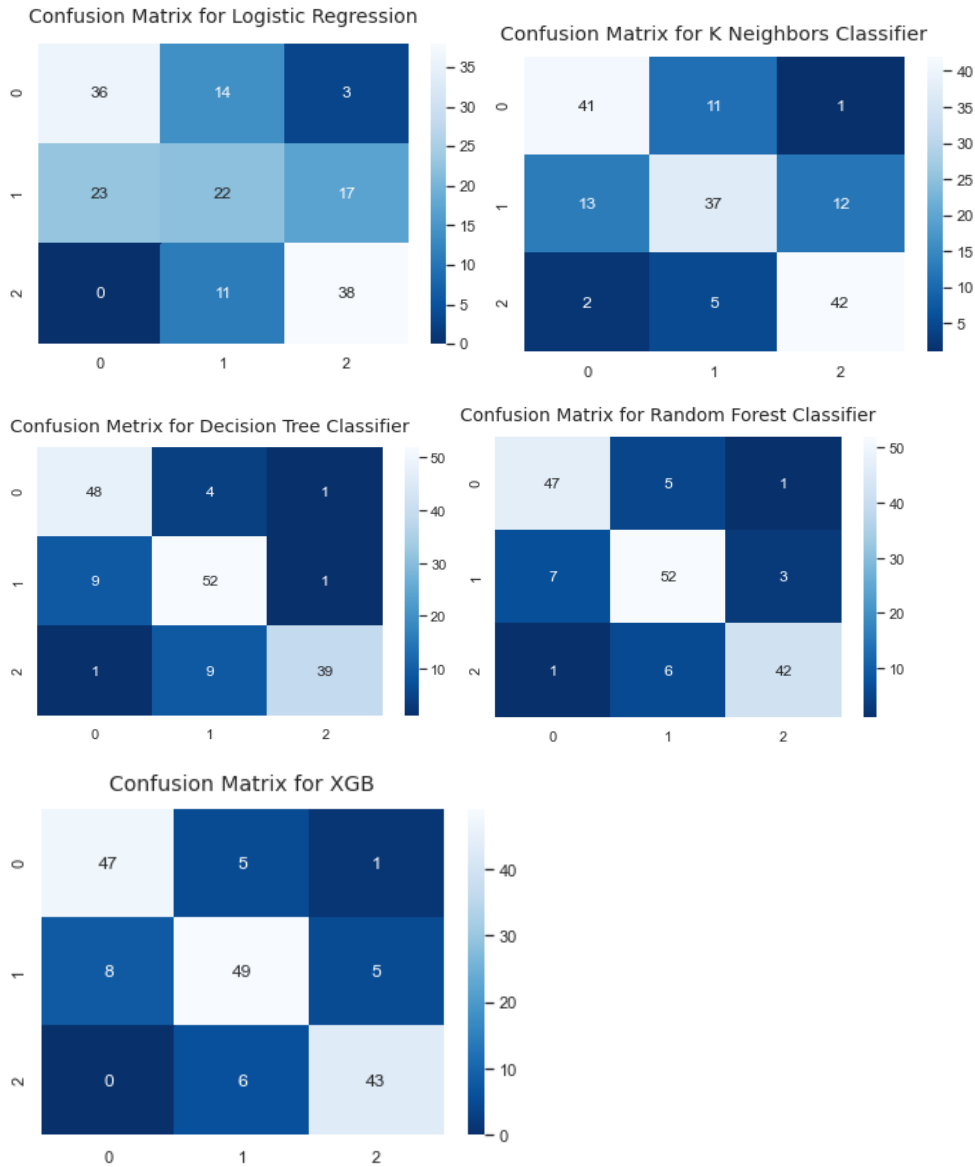 Confusion Matrix for Logistic Regression
0 36 14 3
1 23 22 17
2 0 11 38
0 1 2
35
30
25
20
15
10
5
0
Confusion Matrix for K Neighbors Classifier
0 41 11 1
1 13 37 12
2 2 5 42
0 1 2
40
35
30
25
20
15
10
5
Confusion Metrix for Decision Tree Classifier
0 48 4 1
1 9 52 1
2 1 9 39
0 1 2
50
40
30
20
10
Confusion Matrix for Random Forest Classifier
0 47 5 1
1 7 52 3
2 1 6 42
0 1 2
50
40
30
20
10
Confusion Matrix for XGB
0 47 5 1
1 8 49 5
2 0 6 43
0 1 2
40
30
20
10
0